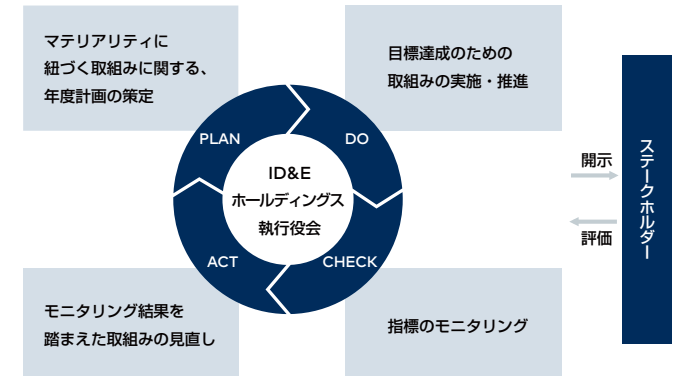 マテリアリティに
紐づく取組みに関する、
年度計画の策定
目標達成のための
取組みの実施・推進
PLAN
DO
ID&E
ホールディングス
執行役会
ACT
CHECK
モニタリング結果を
踏まえた取組みの見直し
指標のモニタリング
開示
評価
ステークホルダー